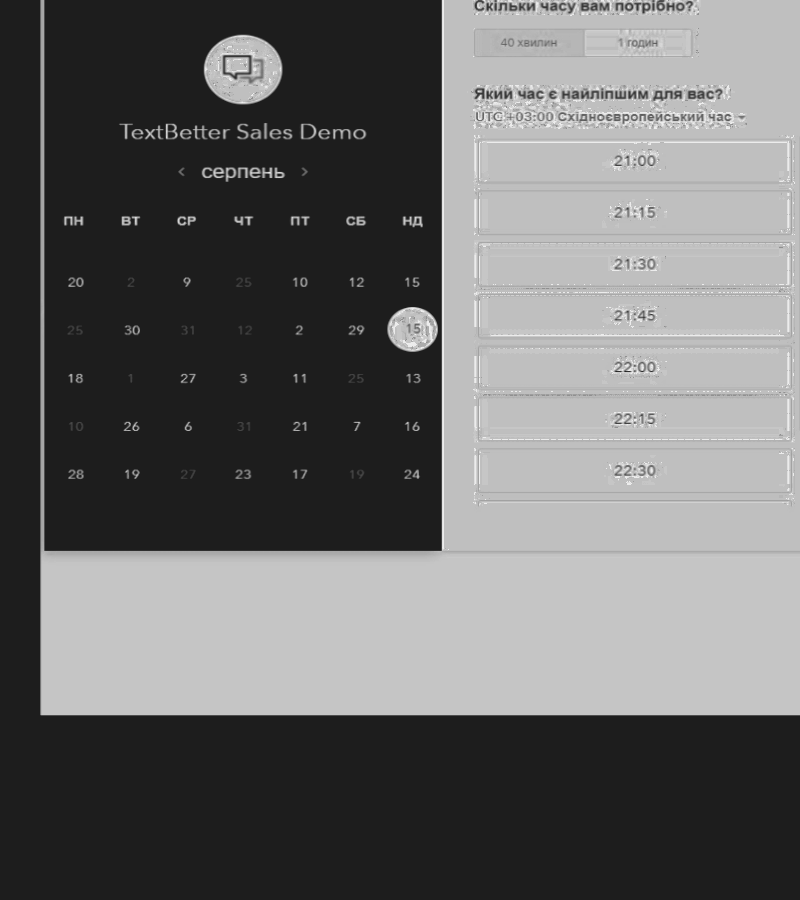 Скільки часу вам потрібно?
40 хвилин 1 годин
TextBetter Sales Demo
‹ серпень ›
ПН ВТ СР ЧТ ПТ СБ НД
20 2 9 25 10 12 15
25 30 31 12 2 29 15
18 1 27 3 11 25 13
10 26 6 31 21 7 16
28 19 27 23 17 19 24
Який час є найліпшим для вас?
UTC +03:00 Східноєвропейський час
21:00
21:15
21:30
21:45
22:00
22:15
22:30